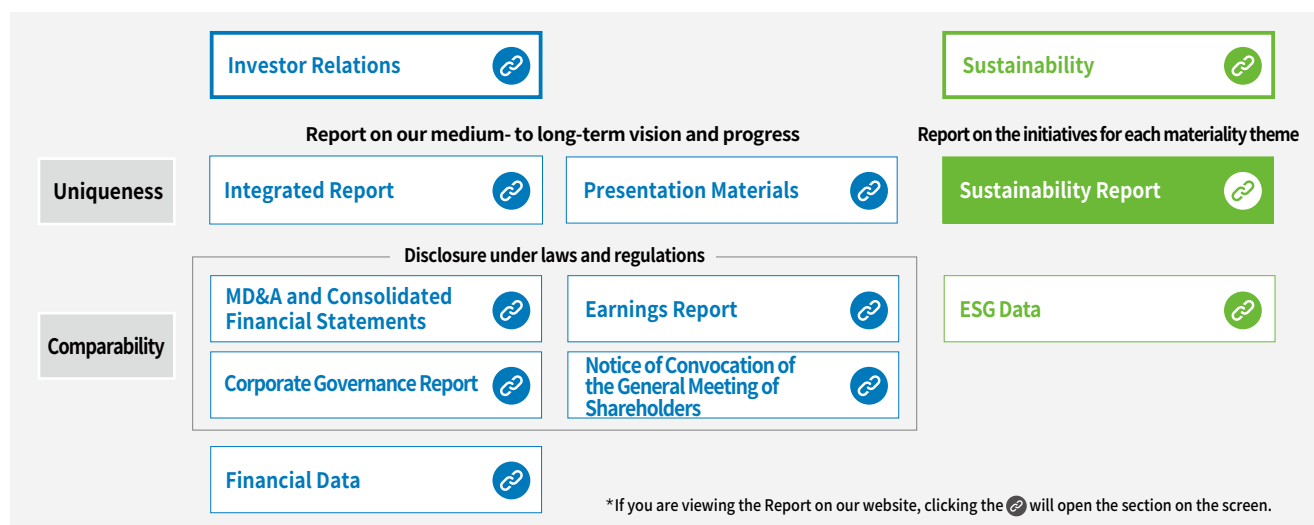 Investor Relations
Sustainability
Report on our medium- to long-term vision and progress
Report on the initiatives for each materiality theme
Uniqueness
Integrated Report
Presentation Materials
Sustainability Report
Disclosure under laws and regulations
Comparability
MD&A and Consolidated
Financial Statements
Earnings Report
ESG Data
Corporate Governance Report
Notice of Convocation of
the General Meeting of
Shareholders
Financial Data
*If you are viewing the Report on our website, clicking the will open the section on the screen.